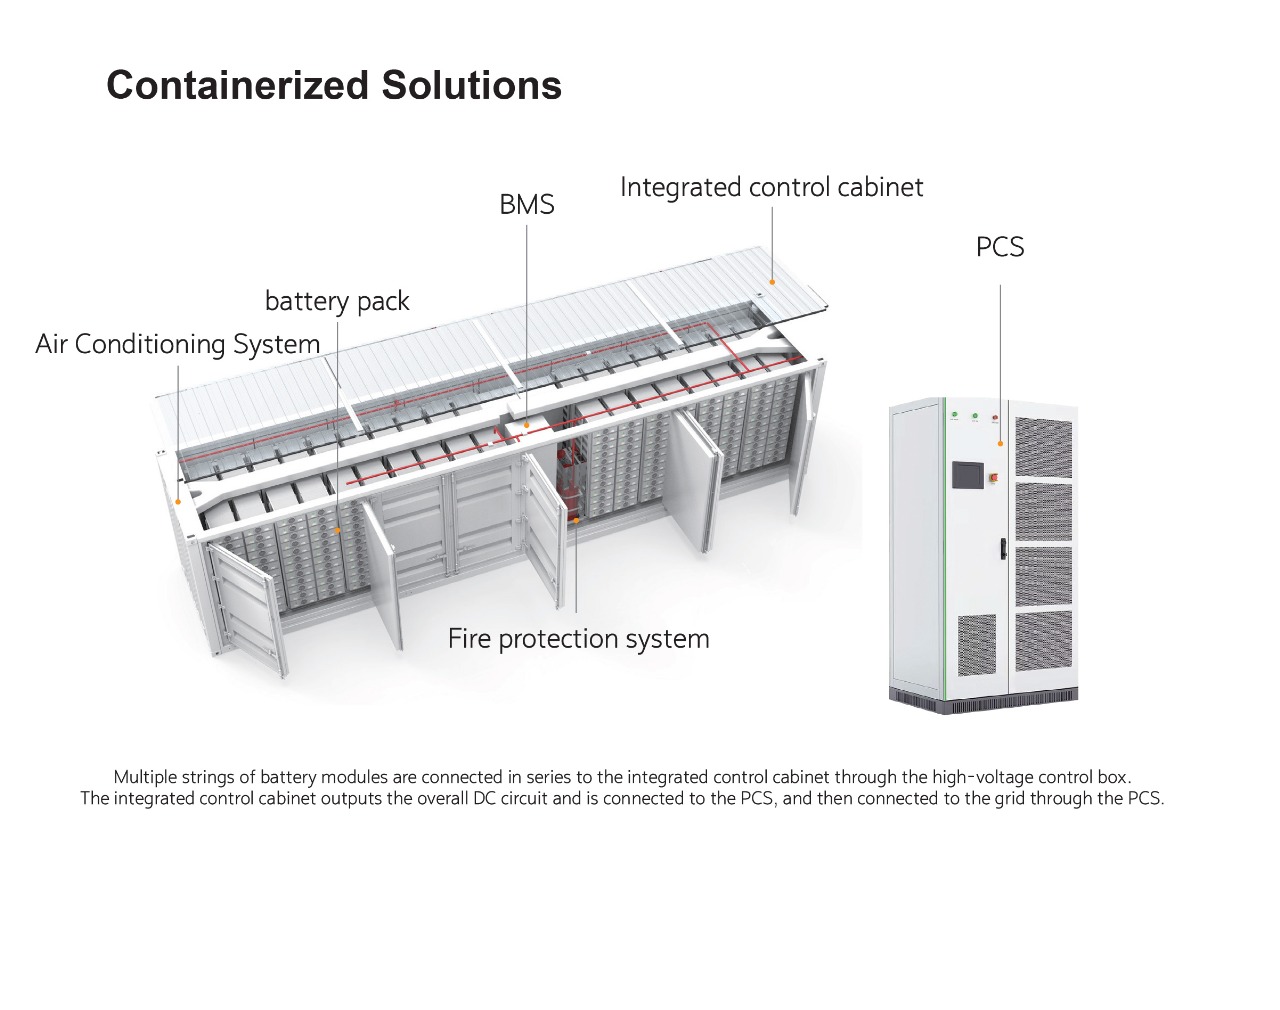 Containerized Solutions
Integrated control cabinet
BMS
PCS
battery pack
Air Conditioning System
Fire protection system
Multiple strings of battery modules are connected in series to the integrated control cabinet through the high-voltage control box.
The integrated control cabinet outputs the overall DC circuit and is connected to the PCS, and then connected to the grid through the PCS.